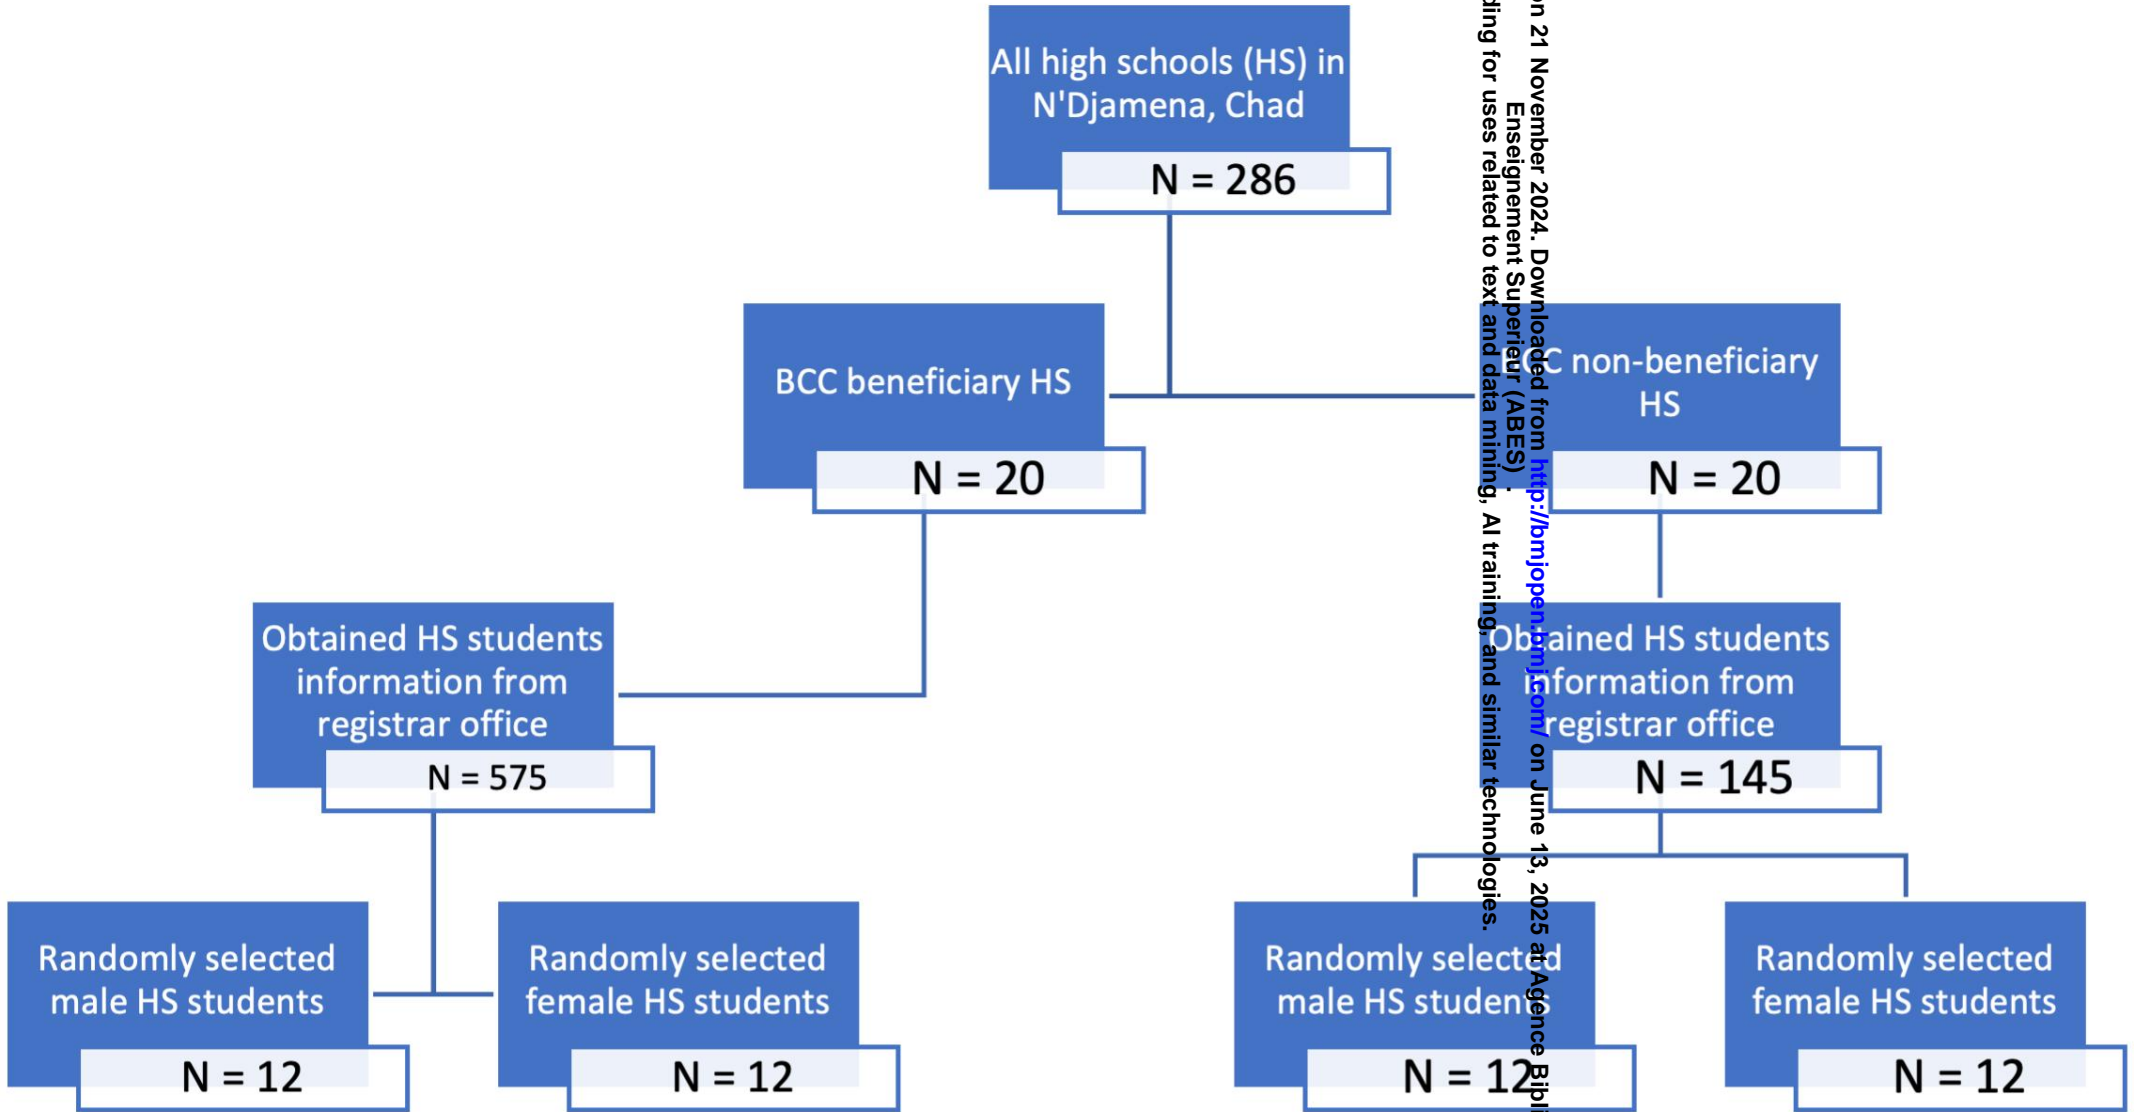 All high schools (HS) in
N'Djamena, Chad
N = 286
BCC beneficiary HS
N = 20
C non-beneficiary
HS
N = 20
Obtained HS students
information from
registrar office
N = 575
Obtained HS students
information from
registrar office
N = 145
Randomly selected
male HS students
N = 12
Randomly selected
female HS students
N = 12
Randomly selected
male HS students
N = 12
Randomly selected
female HS students
N = 12
21 November 2024. Downloaded from http://bmjopen.bmj.com/ on June 13, 2025 at Agence
Enseignement Superieur (ABES) .
for uses related to text and data mining, AI training, and similar technologies.